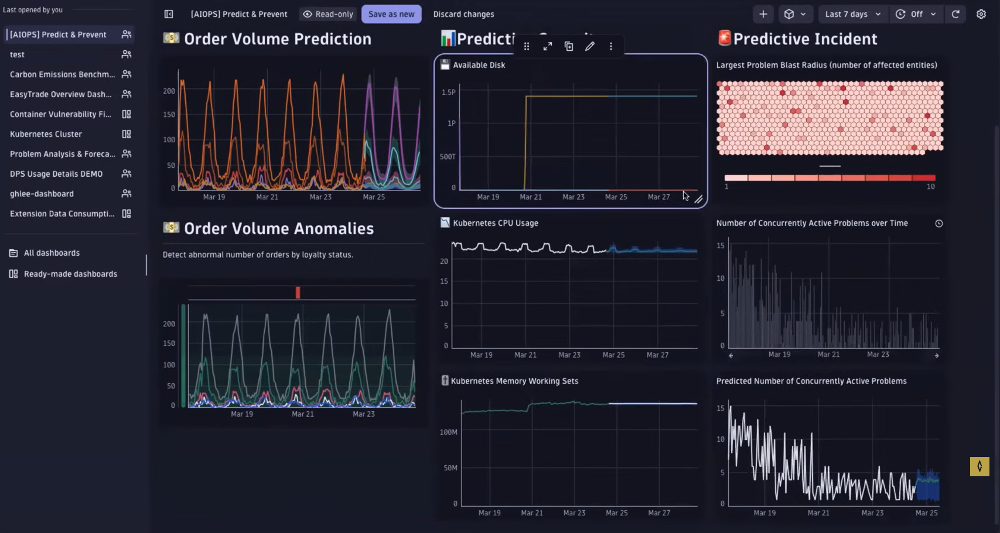 Last opened by you
[AIOPS] Predict & Prevent
test
Carbon Emissions Benchm...
EasyTrade Overview Dash...
Container Vulnerability Fi...
Kubernetes Cluster
Problem Analysis & Foreca...
DPS Usage Details DEMO
ghlee-dashboard
Extension Data Consumpti...
All dashboards
Ready-made dashboards
[AIOPS] Predict & Prevent
Read-only
Save as new
Discard changes
Last 7 days
Off
Order Volume Prediction
200
150
100
50
0
Mar 19 Mar 21 Mar 23 Mar 25
Order Volume Anomalies
Detect abnormal number of orders by loyalty status.
200
150
100
50
0
Mar 19 Mar 21 Mar 23
Available Disk
1.5P
1P
500T
0
Mar 19 Mar 21 Mar 23 Mar 25 Mar 27
Kubernetes CPU Usage
20
15
10
5
0
Mar 19 Mar 21 Mar 23 Mar 25 Mar 27
Kubernetes Memory Working Sets
100M
50M
0
Mar 19 Mar 21 Mar 23 Mar 25 Mar 27
Predictive Incident
Largest Problem Blast Radius (number of affected entities)
1 10
Number of Concurrently Active Problems over Time
15
10
5
0
Mar 19 Mar 21 Mar 23
Predicted Number of Concurrently Active Problems
15
10
5
0
Mar 19 Mar 21 Mar 23 Mar 25